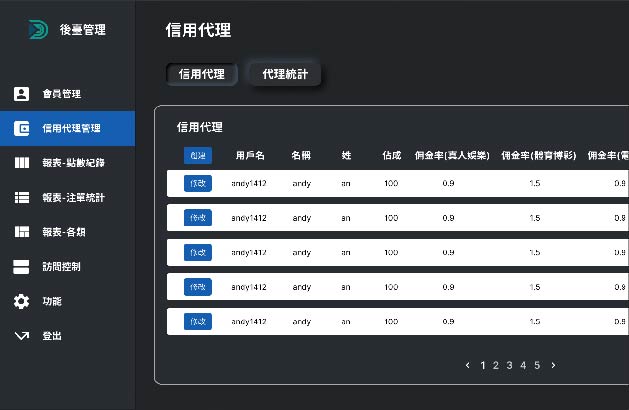 後臺管理
會員管理
信用代理管理
報表-點數紀錄
報表-注單統計
報表-各類
訪問控制
功能
登出
信用代理
信用代理 代理統計
信用代理
創建 用戶名 名稱 姓 佔成 佣金率(真人娛樂) 佣金率(體育博彩) 佣金率(電
修改 andy1412 andy an 100 0.9 1.5 0.9
修改 andy1412 andy an 100 0.9 1.5 0.9
修改 andy1412 andy an 100 0.9 1.5 0.9
修改 andy1412 andy an 100 0.9 1.5 0.9
修改 andy1412 andy an 100 0.9 1.5 0.9
< 1 2 3 4 5 >